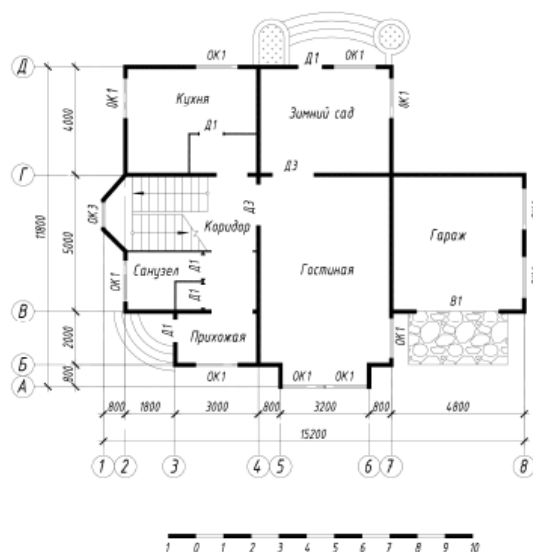 ОК1
Д1
ОК1
Д
ОК1
Кухня
Д1
Зимний сад
ОК1
4000
Г
Д3
ОК3
Д3
Коридор
Гараж
11800
5000
Санузел
Д1
Гостиная
ОК1
Д1
В1
В
Д1
Прихожая
ОК1
2000
Б
ОК1
ОК1
ОК1
800
А
800
1800
3000
800
3200
800
4800
15200
1 2 3 4 5 6 7 8
1 0 1 2 3 4 5 6 7 8 9 10